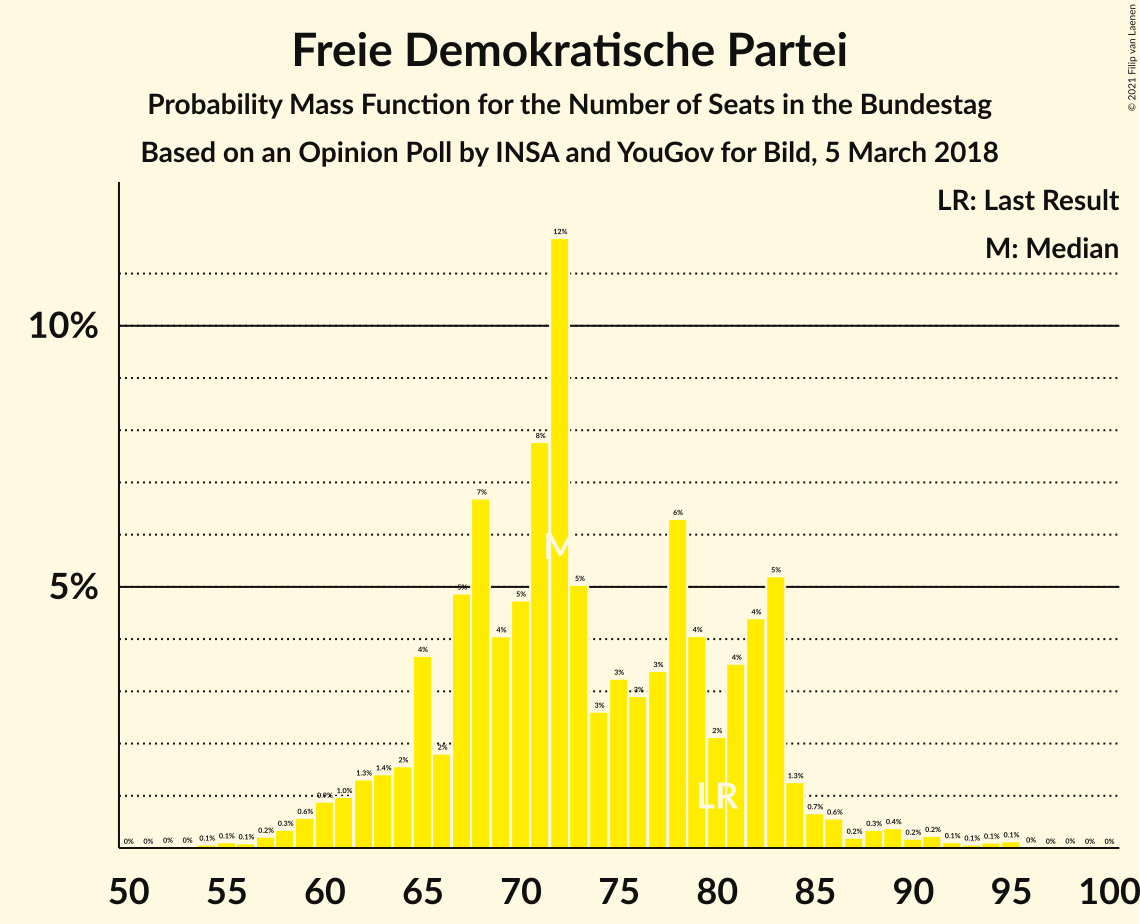 Freie Demokratische Partei
Probability Mass Function for the Number of Seats in the Bundestag
Based on an Opinion Poll by INSA and YouGov for Bild, 5 March 2018
© 2021 Filip van Laenen
LR: Last Result
M: Median
10%
5%
0% 0% 0% 0% 0.1% 0.1% 0.1% 0.2% 0.3% 0.6% 0.9% 1.0% 1.3% 1.4% 2% 4% 2% 5% 7% 4% 5% 8% 12% 5% 3% 3% 3% 3% 6% 4% 2% 4% 4% 5% 1.3% 0.7% 0.6% 0.2% 0.3% 0.4% 0.2% 0.2% 0.1% 0.1% 0.1% 0.1% 0% 0% 0% 0% 0%
M
LR
50 55 60 65 70 75 80 85 90 95 100